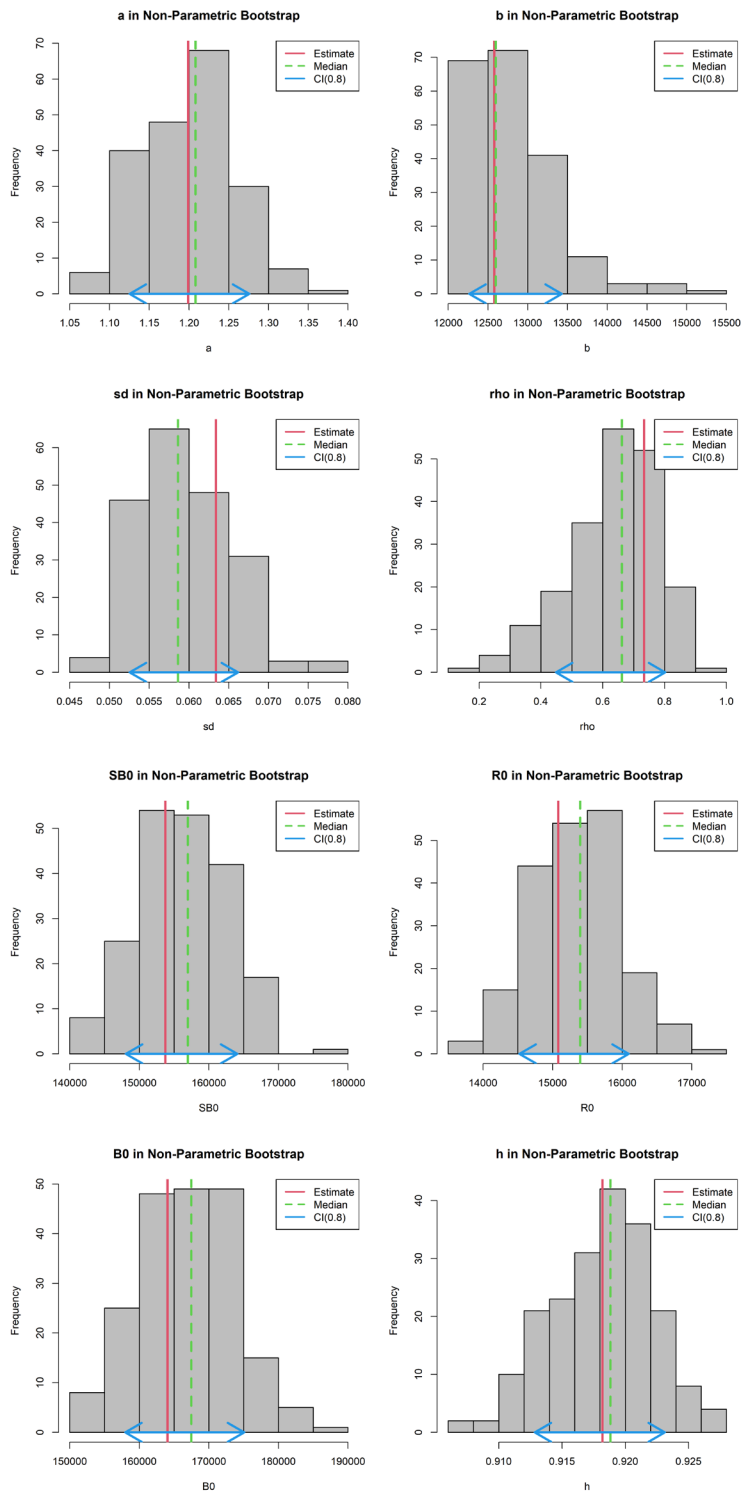 a in Non-Parametric Bootstrap
Estimate
Median
CI(0.8)
Frequency
0
10
20
30
40
50
60
70
1.05
1.10
1.15
1.20
1.25
1.30
1.35
1.40
a
b in Non-Parametric Bootstrap
Estimate
Median
CI(0.8)
Frequency
0
10
20
30
40
50
60
70
12000
12500
13000
13500
14000
14500
15000
15500
b
sd in Non-Parametric Bootstrap
Estimate
Median
CI(0.8)
Frequency
0
10
20
30
40
50
60
0.045
0.050
0.055
0.060
0.065
0.070
0.075
0.080
sd
rho in Non-Parametric Bootstrap
Estimate
Median
CI(0.8)
Frequency
0
10
20
30
40
50
0.2
0.4
0.6
0.8
1.0
rho
SB0 in Non-Parametric Bootstrap
Estimate
Median
CI(0.8)
Frequency
0
10
20
30
40
50
140000
150000
160000
170000
180000
SB0
R0 in Non-Parametric Bootstrap
Estimate
Median
CI(0.8)
Frequency
0
10
20
30
40
50
14000
15000
16000
17000
R0
B0 in Non-Parametric Bootstrap
Estimate
Median
CI(0.8)
Frequency
0
10
20
30
40
50
150000
160000
170000
180000
190000
B0
h in Non-Parametric Bootstrap
Estimate
Median
CI(0.8)
Frequency
0
10
20
30
40
0.910
0.915
0.920
0.925
h